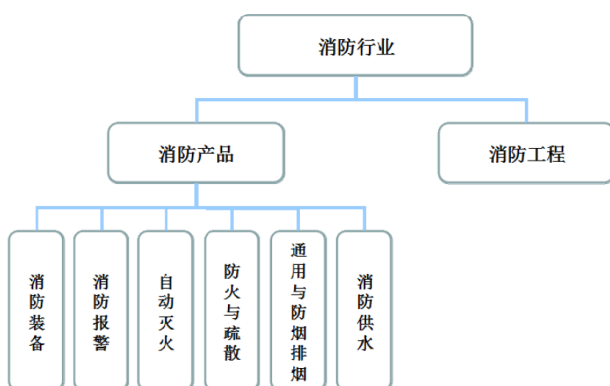 消防行业
消防产品
消防工程
消防装备
消防报警
自动灭火
防火与疏散
通用与防烟排烟
消防供水